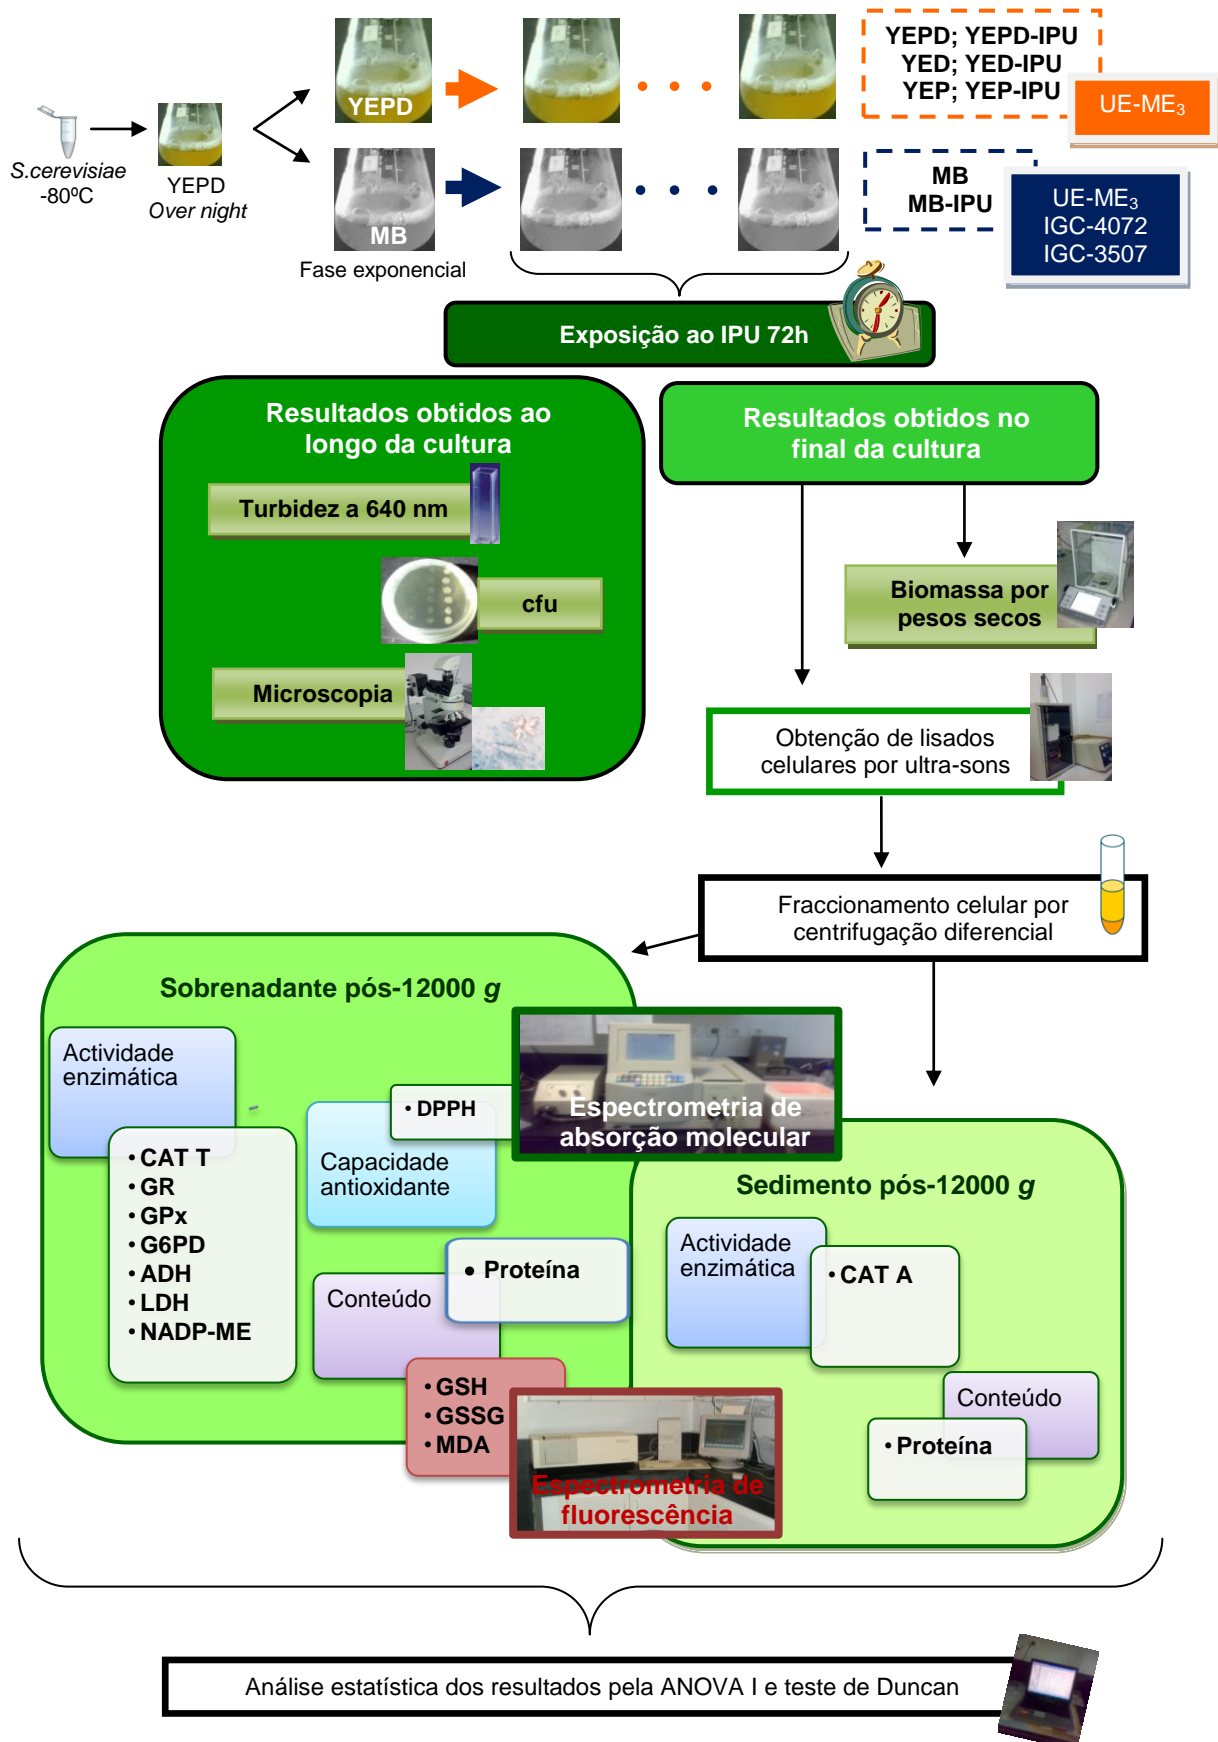 YEPD; YEPD-IPU
YED; YED-IPU
YEP; YEP-IPU
UE-ME3
YEPD
S.cerevisiae
-80ºC
YEPD
Over night
MB
MB-IPU
UE-ME3
IGC-4072
IGC-3507
MB
Fase exponencial
Exposição ao IPU 72h
Resultados obtidos ao
longo da cultura
Turbidez a 640 nm
cfu
Microscopia
Resultados obtidos no
final da cultura
Biomassa por
pesos secos
Obtenção de lisados
celulares por ultra-sons
Fraccionamento celular por
centrifugação diferencial
Sobrenadante pós-12000 g
Actividade
enzimática
• CAT T
• GR
• GPx
• G6PD
• ADH
• LDH
• NADP-ME
• DPPH
Capacidade
antioxidante
Espectrometria de
absorção molecular
• Proteína
Conteúdo
• GSH
• GSSG
• MDA
Espectrometria de
fluorescência
Sedimento pós-12000 g
Actividade
enzimática
• CAT A
Conteúdo
• Proteína
Análise estatística dos resultados pela ANOVA I e teste de Duncan